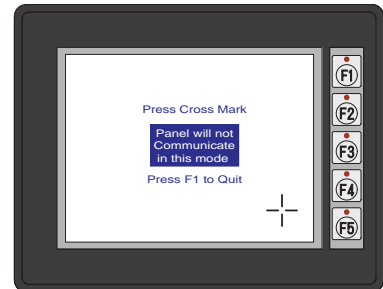 Press Cross Mark
Panel will not
Communicate
in this mode
Press F1 to Quit
F1
F2
F3
F4
F5